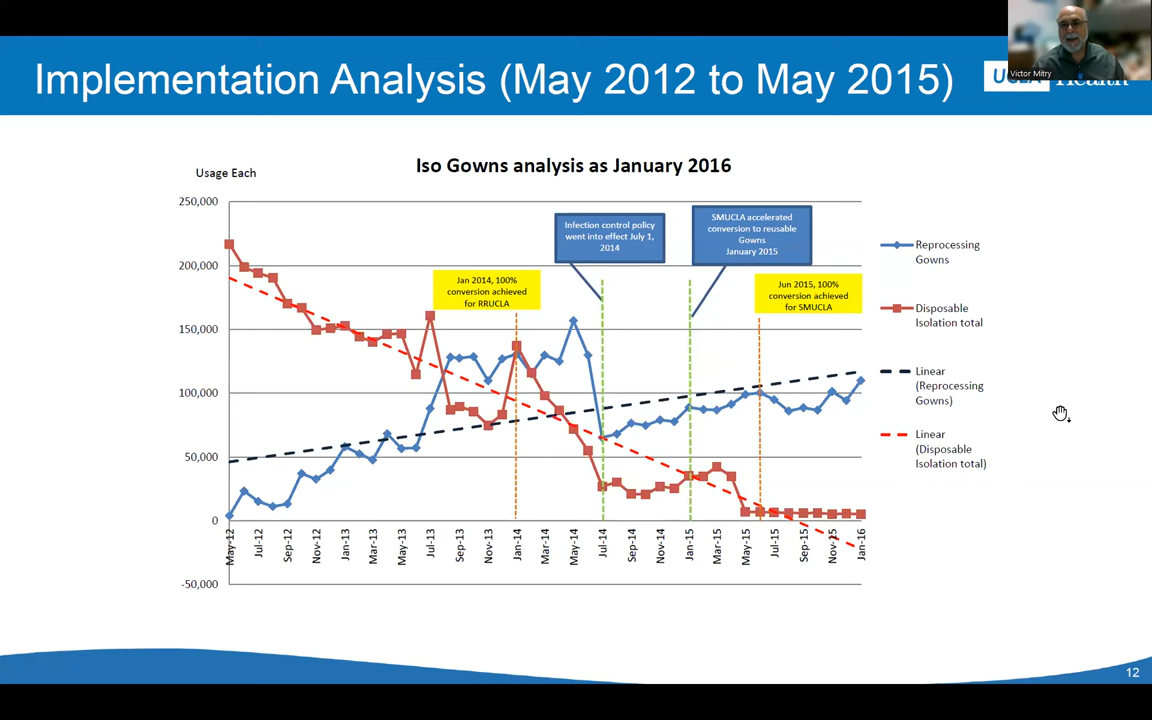 Victor Mitry
Implementation Analysis (May 2012 to May 2015)
UCLA Health
Iso Gowns analysis as January 2016
Usage Each
250,000
200,000
150,000
100,000
50,000
0
-50,000
Infection control policy
went into effect July 1,
2014
SMUCLA accelerated
conversion to reusable
Gowns
January 2015
Jan 2014, 100%
conversion achieved
for RRUCLA
Jun 2015, 100%
conversion achieved
for SMUCLA
Reprocessing
Gowns
Disposable
Isolation total
Linear
(Reprocessing
Gowns)
Linear
(Disposable
Isolation total)
May-12
Jul-12
Sep-12
Nov-12
Jan-13
Mar-13
May-13
Jul-13
Sep-13
Nov-13
Jan-14
Mar-14
May-14
Jul-14
Sep-14
Nov-14
Jan-15
Mar-15
May-15
Jul-15
Sep-15
Nov-15
Jan-16
12